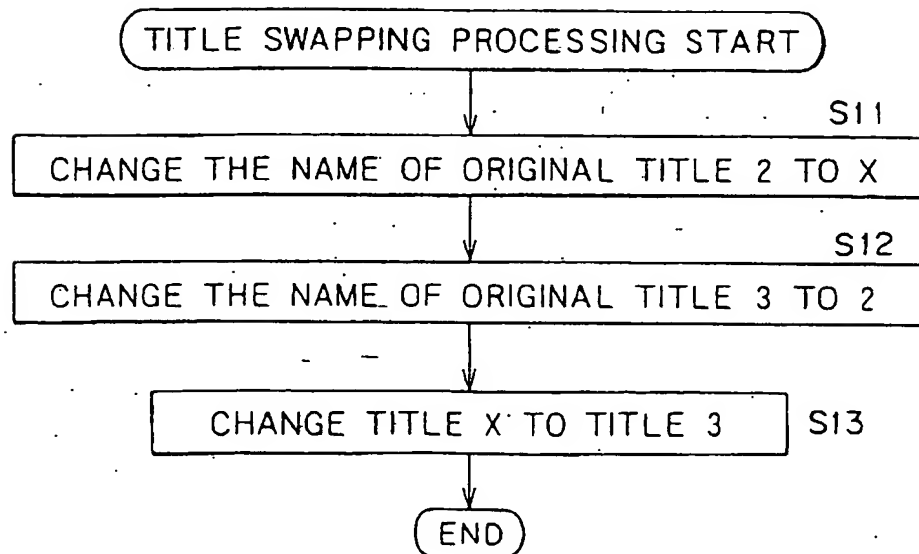 TITLE SWAPPING PROCESSING START
S11
CHANGE THE NAME OF ORIGINAL TITLE 2 TO X
S12
CHANGE THE NAME OF ORIGINAL TITLE 3 TO 2
CHANGE TITLE X TO TITLE 3 S13
END